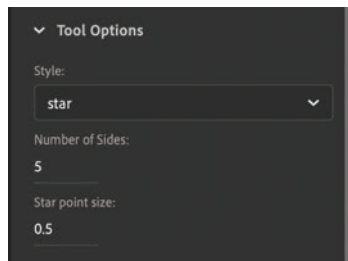 Tool Options
Style:
star
Number of Sides:
5
Star point size:
0.5